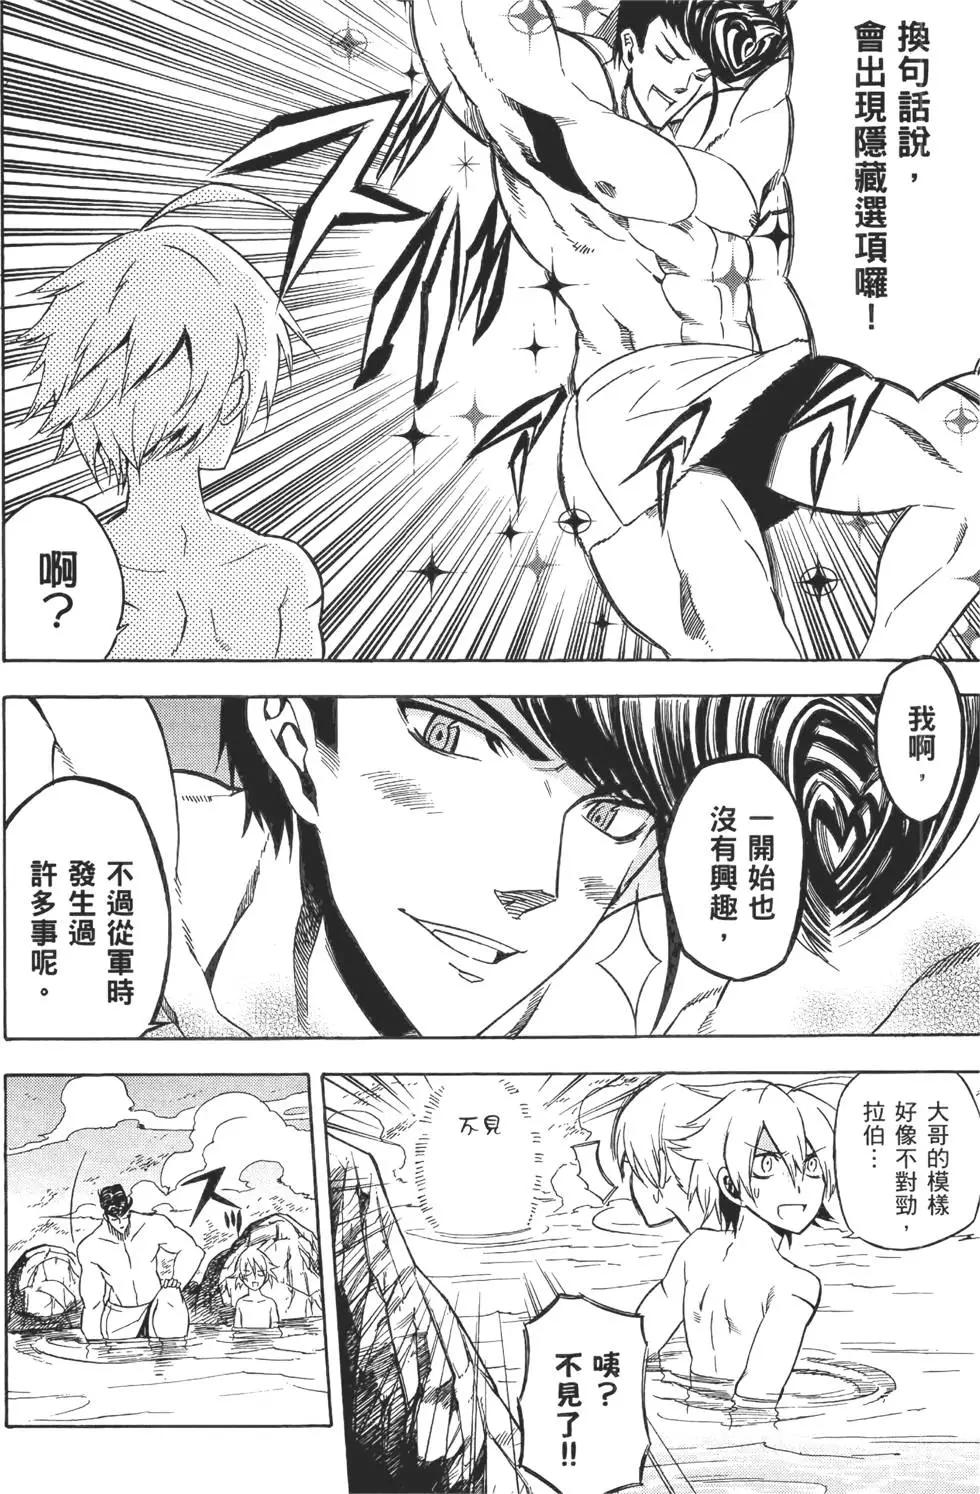 換句話說，
會出現隱藏選項囉！
啊？
我啊，
一開始也
沒有興趣，
不過從軍時
發生過
許多事呢。
大哥的模樣
好像不對勁，
拉伯…
不見
咦？
不見了!!
ズ